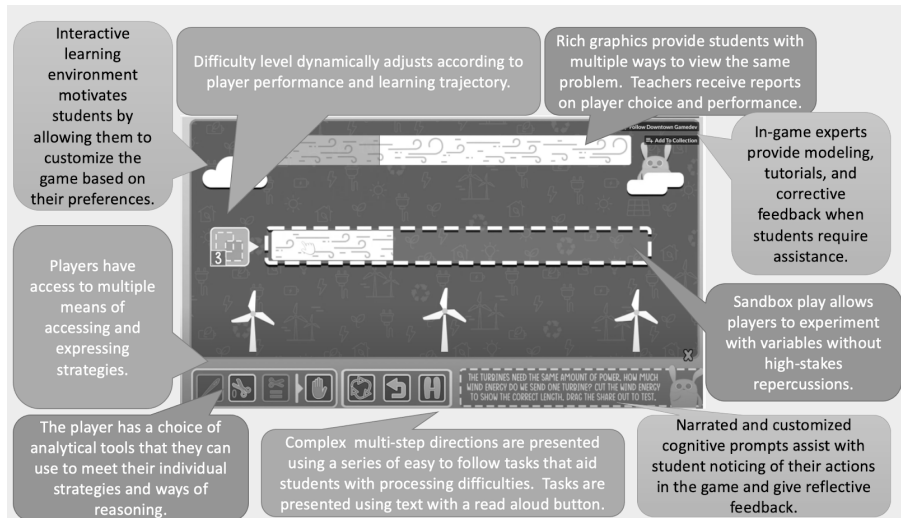 Interactive
learning
environment
motivates
students by
allowing them to
customize the
game based on
their preferences.
Difficulty level dynamically adjusts according to
player performance and learning trajectory.
Rich graphics provide students with
multiple ways to view the same
problem. Teachers receive reports
on player choice and performance.
Follow Downtown Gamedev
Add To Collection
In-game experts
provide modeling,
tutorials, and
corrective
feedback when
students require
assistance.
3
Players have
access to multiple
means of
accessing and
expressing
strategies.
Sandbox play allows
players to experiment
with variables without
high-stakes
repercussions.
X
THE TURBINES NEED THE SAME AMOUNT OF POWER. HOW MUCH
WIND ENERGY DO WE SEND ONE TURBINE? CUT THE WIND ENERGY
TO SHOW THE CORRECT LENGTH. DRAG THE SHARE OUT TO TEST.
The player has a choice of
analytical tools that they can
use to meet their individual
strategies and ways of
reasoning.
Complex multi-step directions are presented
using a series of easy to follow tasks that aid
students with processing difficulties. Tasks are
presented using text with a read aloud button.
Narrated and customized
cognitive prompts assist with
student noticing of their actions
in the game and give reflective
feedback.